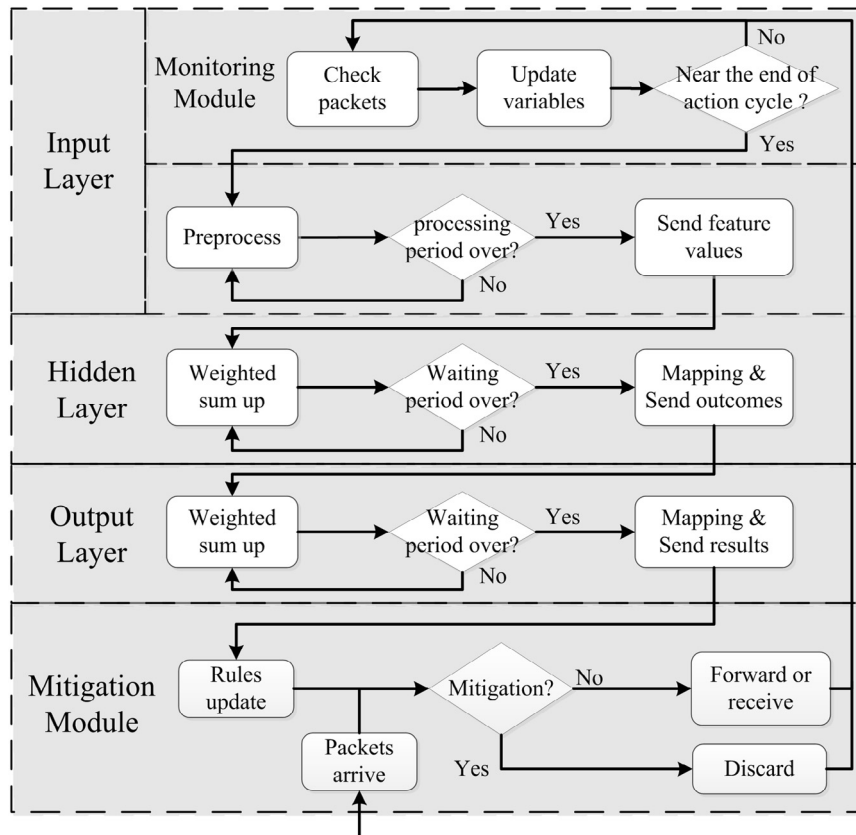 No
Monitoring
Module
Check
packets
Update
variables
Near the end of
action cycle ?
Yes
Input
Layer
Preprocess
processing
period over?
Yes
No
Send feature
values
Hidden
Layer
Weighted
sum up
Waiting
period over?
Yes
No
Mapping &
Send outcomes
Output
Layer
Weighted
sum up
Waiting
period over?
Yes
No
Mapping &
Send results
Mitigation
Module
Rules
update
Packets
arrive
Mitigation?
No
Yes
Forward or
receive
Discard